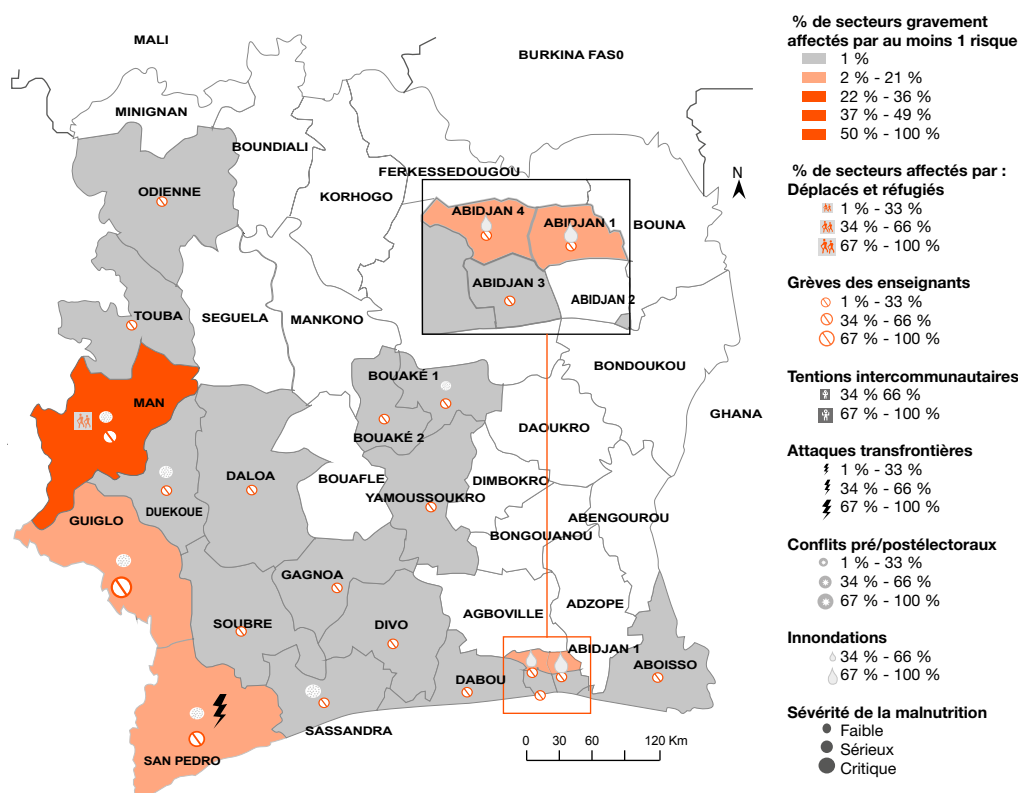 MALI
BURKINA FAS0
MINIGNAN
BOUNDIALI
FERKESSEDOUGOU
ODIENNE
KORHOGO
N
ABIDJAN 4
ABIDJAN 1
BOUNA
ABIDJAN 3
ABIDJAN 2
TOUBA
SEGUELA
MANKONO
BONDOUKOU
BOUAKÉ 1
MAN
GHANA
DAOUKRO
BOUAKÉ 2
DALOA
BOUAFLE
DIMBOKRO
YAMOUSSOUKRO
DUEKOUE
GUIGLO
ABENGOUROU
BONGOUANOU
GAGNOA
ADZOPE
AGBOVILLE
SOUBRE
DIVO
ABIDJAN 1
ABOISSO
DABOU
SASSANDRA
SAN PEDRO
0 30 60 120 Km
% de secteurs gravement
affectés par au moins 1 risque
1 %
2 % - 21 %
22 % - 36 %
37 % - 49 %
50 % - 100 %
% de secteurs affectés par :
Déplacés et réfugiés
1 % - 33 %
34 % - 66 %
67 % - 100 %
Grèves des enseignants
1 % - 33 %
34 % - 66 %
67 % - 100 %
Tentions intercommunautaires
34 % 66 %
67 % - 100 %
Attaques transfrontières
1 % - 33 %
34 % - 66 %
67 % - 100 %
Conflits pré/postélectoraux
1 % - 33 %
34 % - 66 %
67 % - 100 %
Innondations
34 % - 66 %
67 % - 100 %
Sévérité de la malnutrition
Faible
Sérieux
Critique